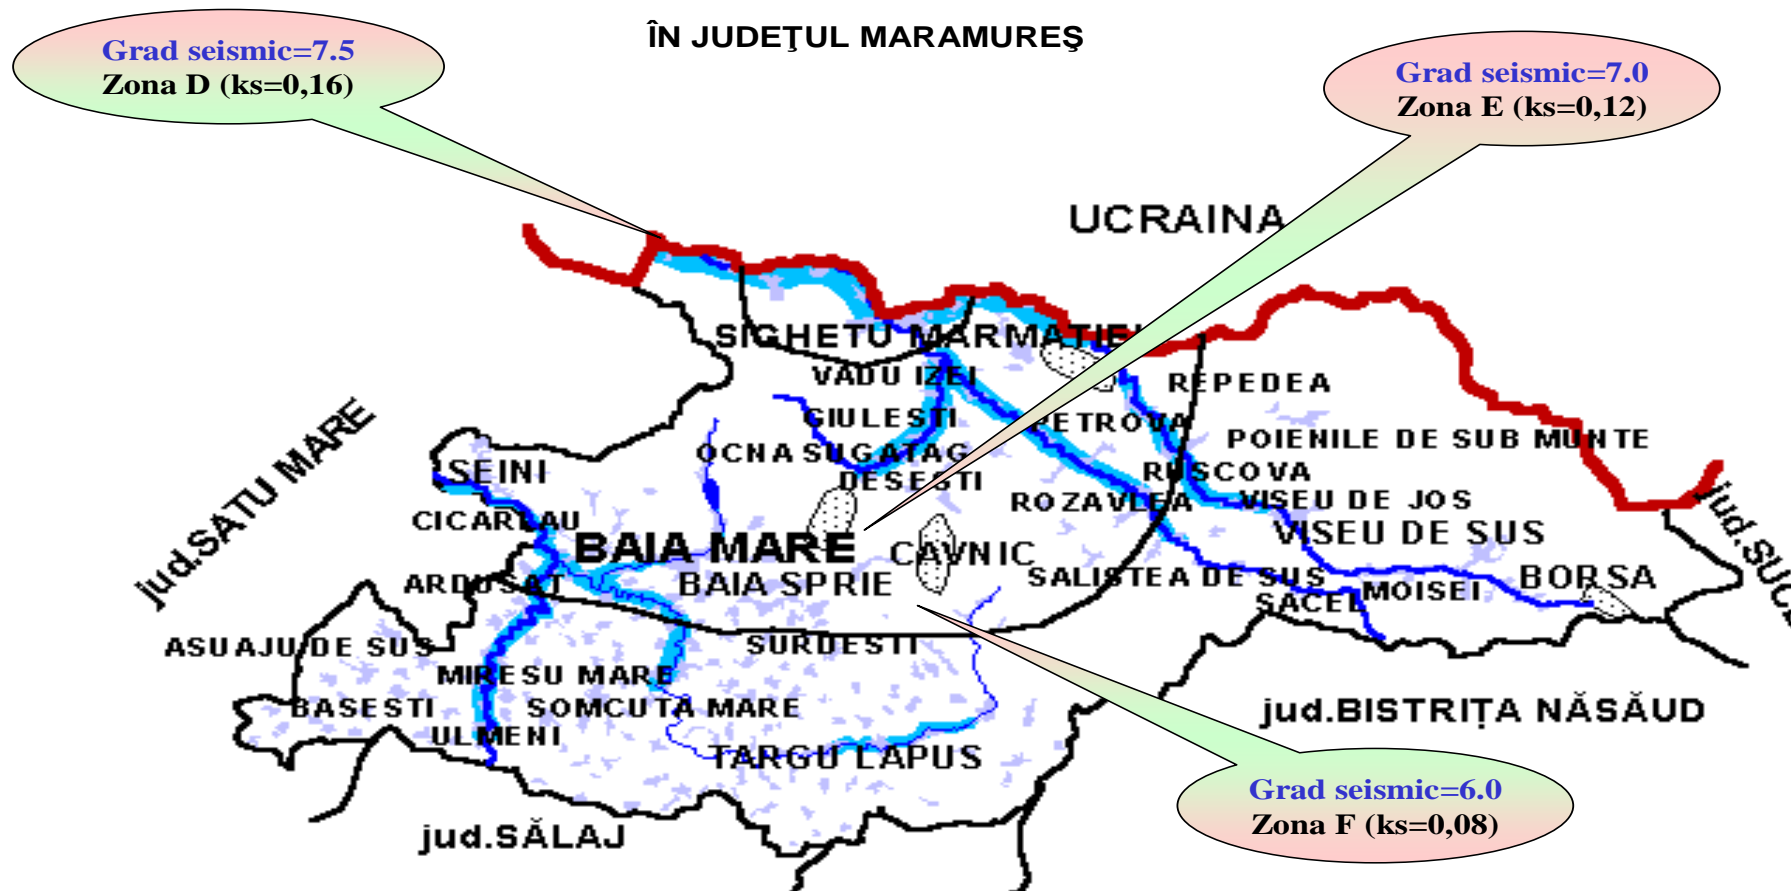 ÎN JUDEŢUL MARAMUREŞ
Grad seismic=7.5
Zona D (ks=0,16)
Grad seismic=7.0
Zona E (ks=0,12)
UCRAINA
SIGHETU MARMATIEI
VADU IZEI
REPEDEA
GIULESTI
PETROVA
POIENILE DE SUB MUNTE
OCNA SUGATAG
jud.SATU MARE
SEINI
DESESTI
RUSCOVA
ROZAVLEA
VISEU DE JOS
CICARLAU
VISEU DE SUS
jud.SUC
BAIA MARE
CAVNIC
BAIA SPRIE
SALISTEA DE SUS
BORSA
ARDUSAT
MOISEI
SACEL
ASUAJU DE SUS
SURDESTI
MIRESU MARE
BASESTI
SOMCUTA MARE
jud.BISTRIȚA NĂSĂUD
ULMENI
TARGU LAPUS
Grad seismic=6.0
Zona F (ks=0,08)
jud.SĂLAJ